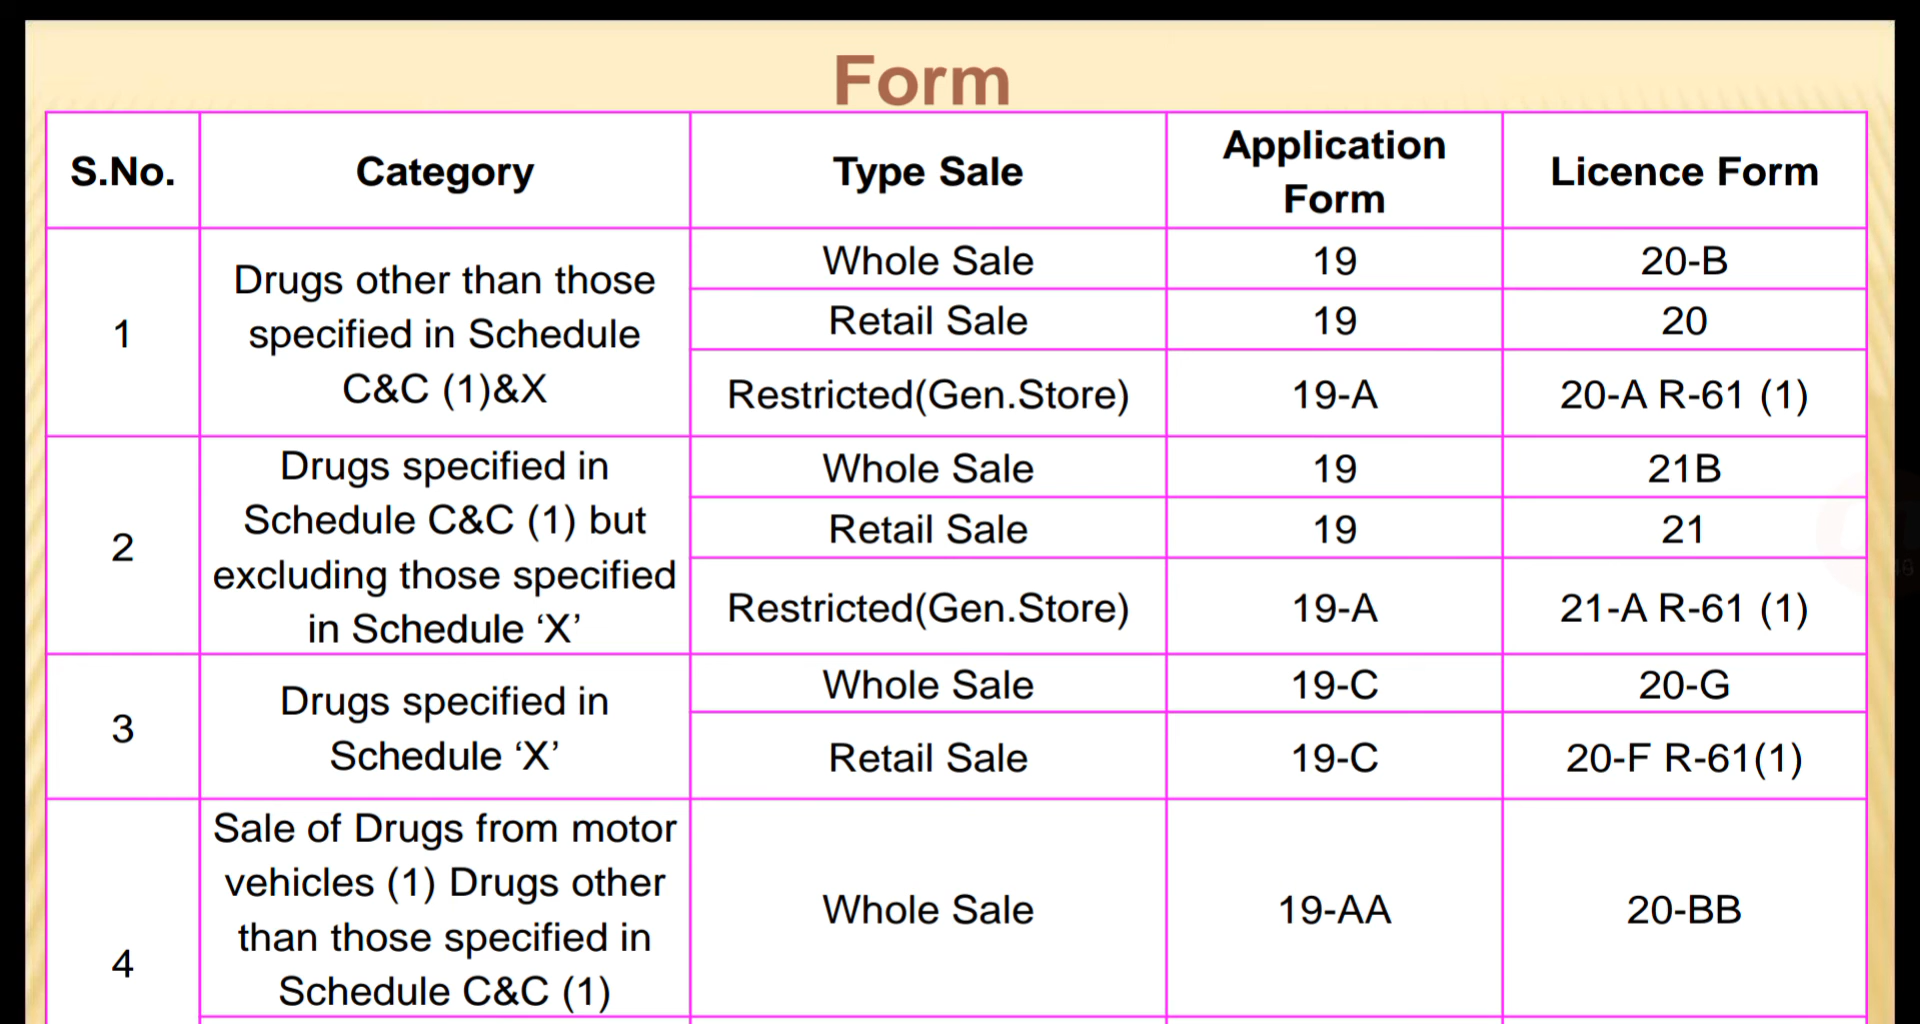 Form
S.No. Category Type Sale Application Form Licence Form
1 Drugs other than those specified in Schedule C&C (1)&X Whole Sale 19 20-B
Retail Sale 19 20
Restricted(Gen.Store) 19-A 20-A R-61 (1)
2 Drugs specified in Schedule C&C (1) but excluding those specified in Schedule ‘X’ Whole Sale 19 21B
Retail Sale 19 21
Restricted(Gen.Store) 19-A 21-A R-61 (1)
3 Drugs specified in Schedule ‘X’ Whole Sale 19-C 20-G
Retail Sale 19-C 20-F R-61(1)
4 Sale of Drugs from motor vehicles (1) Drugs other than those specified in Schedule C&C (1) Whole Sale 19-AA 20-BB